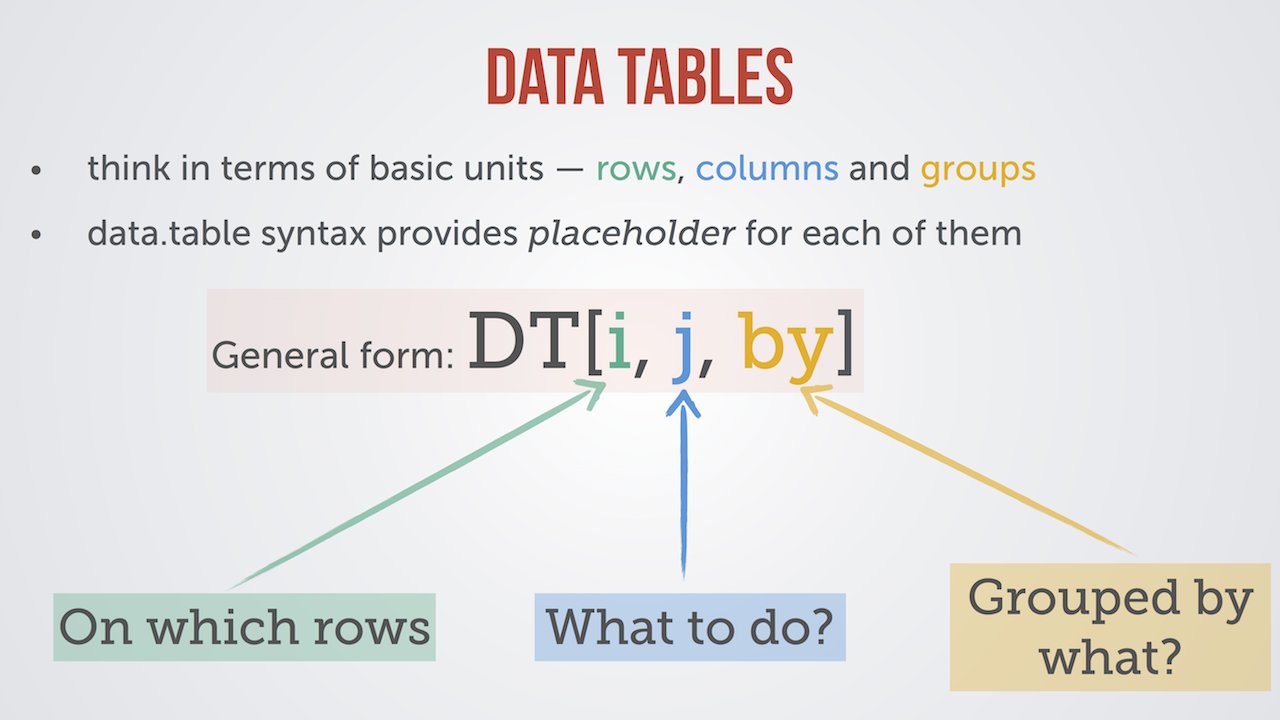 DATA TABLES
• think in terms of basic units — rows, columns and groups
• data.table syntax provides placeholder for each of them
General form: DT[i, j, by]
On which rows
What to do?
Grouped by
what?